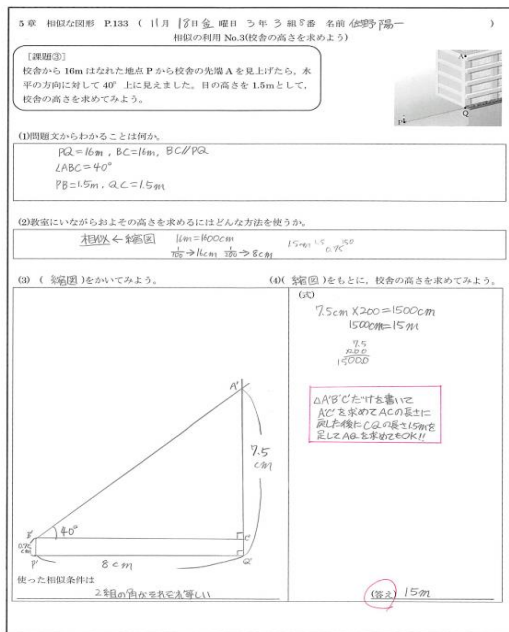 5章 相似な図形 P.133 ( 11月 18日 金 曜日 3年 3組 8番 名前 佐野 陽一 )
相似の利用 No.3(校舎の高さを求めよう)
[課題③]
校舎から 16m はなれた地点 P から校舎の先端 A を見上げたら、水
平の方向に対して 40° 上に見えました。目の高さを 1.5m として、
校舎の高さを求めてみよう。
A
P
Q
(1)問題文からわかることは何か。
PQ=16m, BC=16m, BC//PQ
∠ABC=40°
PB=1.5m, QC=1.5m
(2)教室にいながらおよその高さを求めるにはどんな方法を使うか。
相似 ← 縮図
16m=1600cm
1/100→16cm 1/200→8cm
0.75
(3) ( 縮図 )をかいてみよう。
(4)( 縮図 )をもとに、校舎の高さを求めてみよう。
(式)
7.5cm×200=1500cm
1500cm=15m
7.5
×200
1500.0
△A'B'C'だけを書いて
A'C'を求めてACの長さに
戻した後にCQの長さ1.5mを
足してAQを求めてもOK!!
A'
7.5
cm
B'
40°
C'
0.75
cm
P'
8cm
Q'
使った相似条件は
2組の角がそれぞれ等しい
(答え) 15m